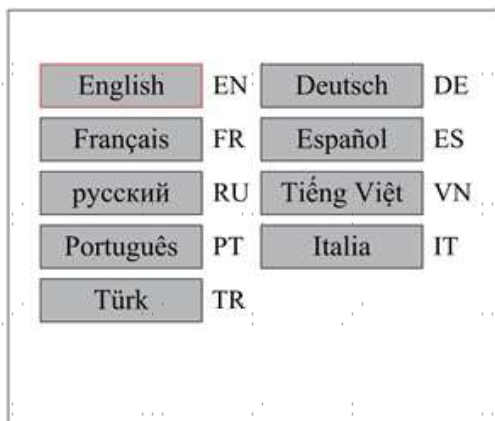 English EN Deutsch DE
Français FR Español ES
русский RU Tiếng Việt VN
Português PT Italia IT
Türk TR